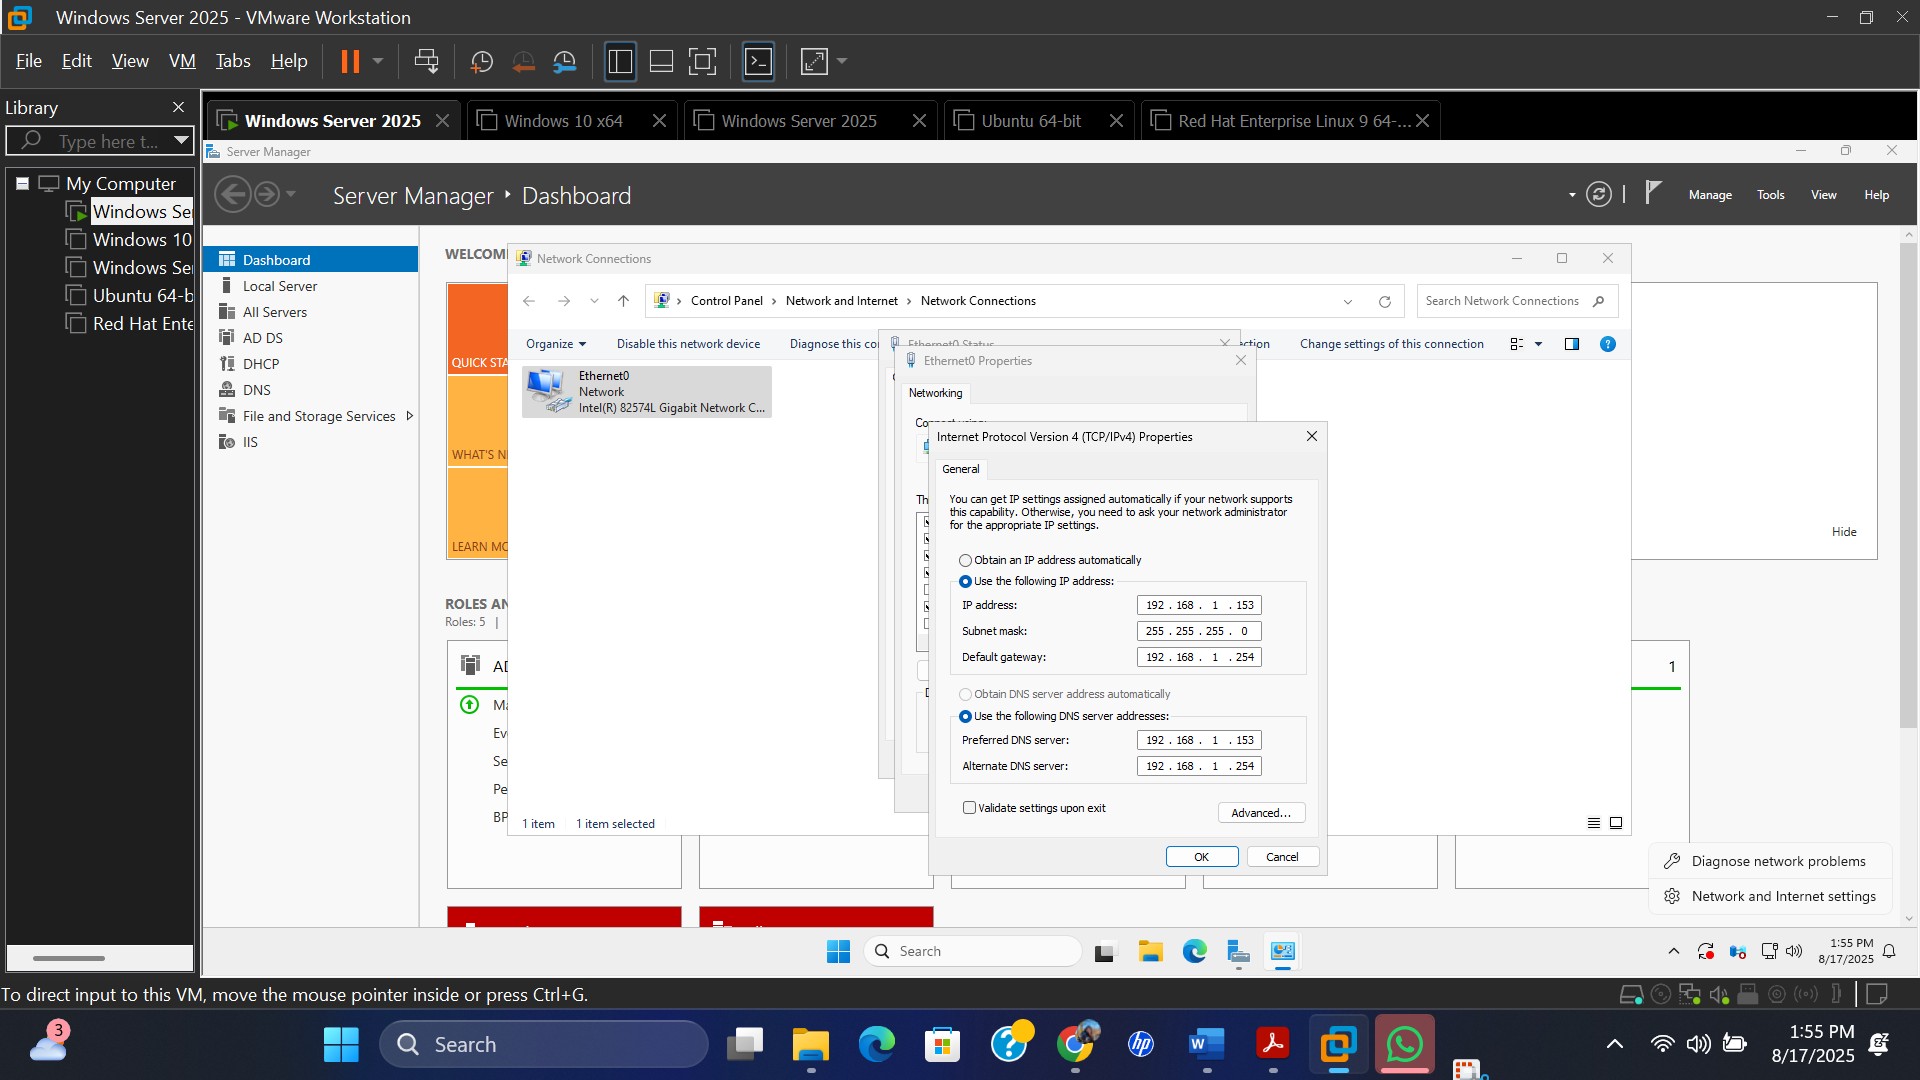 Windows Server 2025 - VMware Workstation
File Edit View VM Tabs Help
Library
Type here t...
My Computer
Windows Ser
Windows 10
Windows Se
Ubuntu 64-b
Red Hat Ente
Windows Server 2025
Windows 10 x64
Windows Server 2025
Ubuntu 64-bit
Red Hat Enterprise Linux 9 64-...
Server Manager
Server Manager Dashboard
Manage Tools View Help
Dashboard
Local Server
All Servers
AD DS
DHCP
DNS
File and Storage Services
IIS
WELCOM
QUICK STA
WHAT'S N
LEARN MO
Hide
ROLES AN
Roles: 5 |
AD
Ma
Eve
Se
Pe
BP
1
Network Connections
Control Panel Network and Internet Network Connections
Search Network Connections
Organize Disable this network device Diagnose this co ction Change settings of this connection
Ethernet0
Network
Intel(R) 82574L Gigabit Network C...
1 item 1 item selected
Ethernet0 Status
Ethernet0 Properties
Networking
Connect using:
Th
Internet Protocol Version 4 (TCP/IPv4) Properties
General
You can get IP settings assigned automatically if your network supports
this capability. Otherwise, you need to ask your network administrator
for the appropriate IP settings.
Obtain an IP address automatically
Use the following IP address:
IP address: 192 . 168 . 1 . 153
Subnet mask: 255 . 255 . 255 . 0
Default gateway: 192 . 168 . 1 . 254
Obtain DNS server address automatically
Use the following DNS server addresses:
Preferred DNS server: 192 . 168 . 1 . 153
Alternate DNS server: 192 . 168 . 1 . 254
Validate settings upon exit
Advanced...
OK Cancel
Diagnose network problems
Network and Internet settings
Search
1:55 PM
8/17/2025
To direct input to this VM, move the mouse pointer inside or press Ctrl+G.
3
Search
hp
1:55 PM
8/17/2025